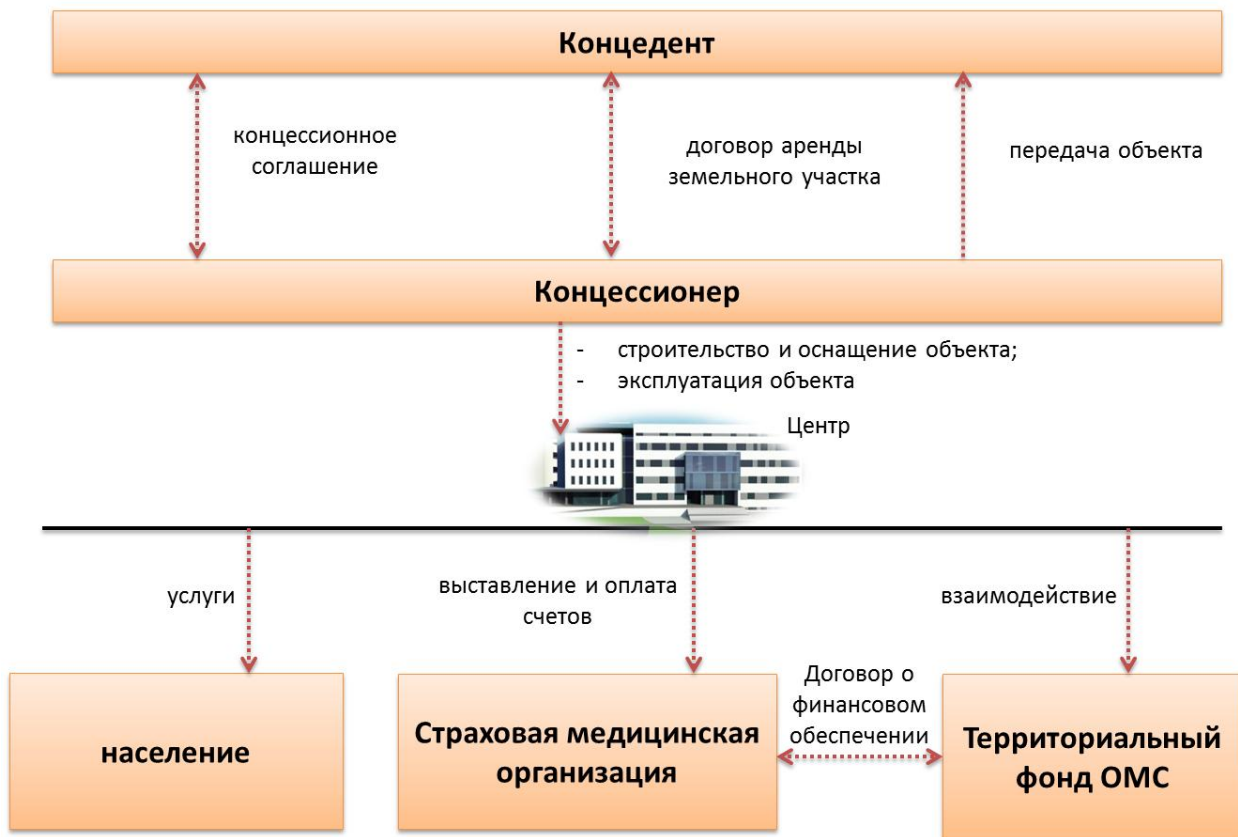 Концедент
концессионное
соглашение
договор аренды
земельного участка
передача объекта
Концессионер
- строительство и оснащение объекта;
- эксплуатация объекта
Центр
услуги
выставление и оплата
счетов
взаимодействие
население
Страховая медицинская
организация
Договор о
финансовом
обеспечении
Территориальный
фонд ОМС